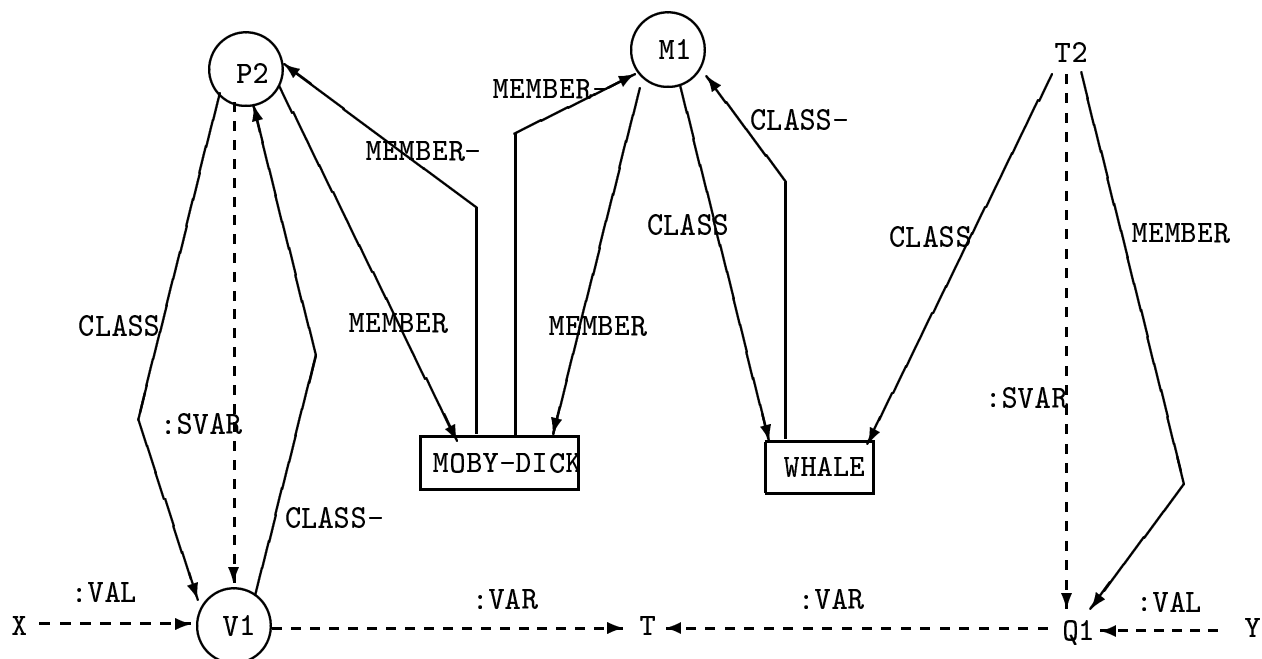 M1
T2
P2
MEMBER-
CLASS-
MEMBER-
CLASS
CLASS
MEMBER
CLASS
MEMBER
MEMBER
:SVAR
:SVAR
MOBY-DICK
WHALE
CLASS-
:VAL
:VAR
:VAR
:VAL
X
V1
T
Q1
Y